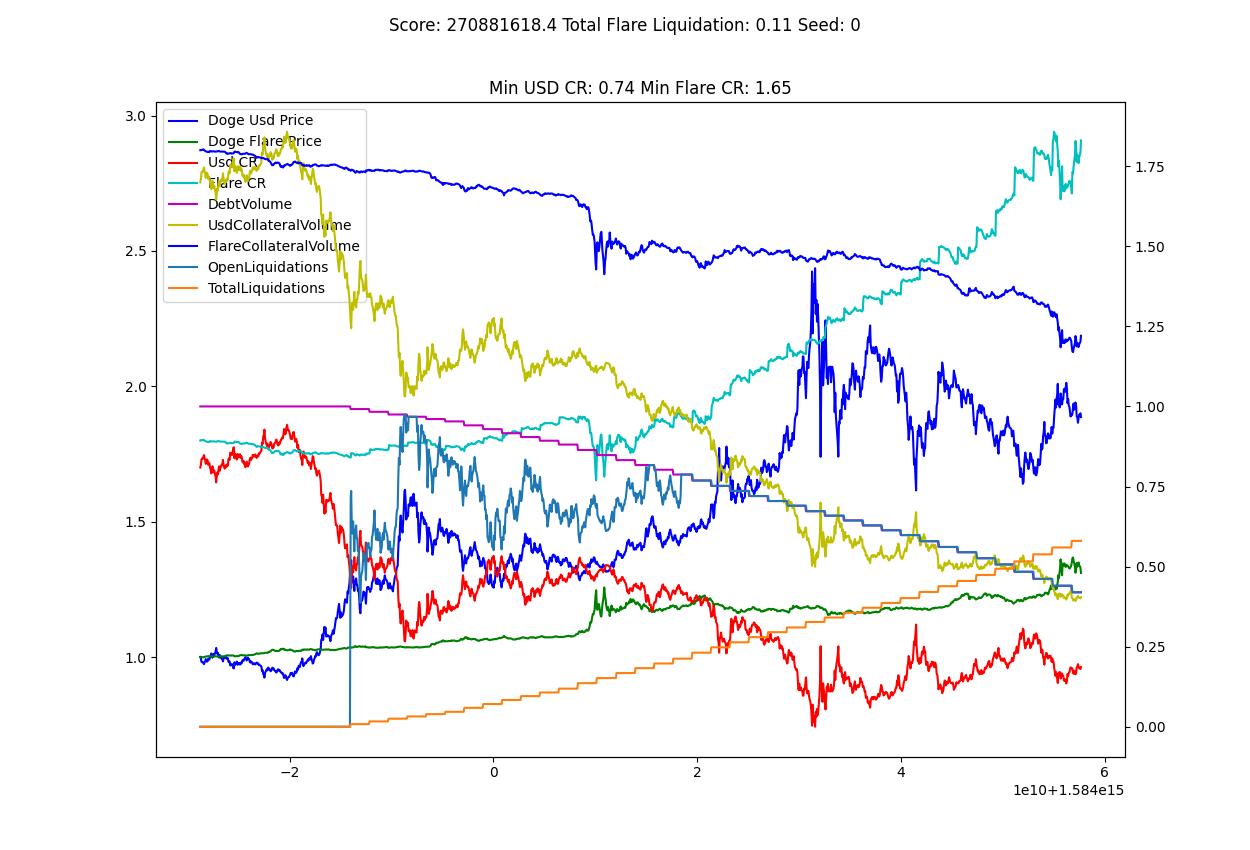 Score: 270881618.4 Total Flare Liquidation: 0.11 Seed: 0
Min USD CR: 0.74 Min Flare CR: 1.65
Doge Usd Price
Doge Flare Price
Usd CR
Flare CR
DebtVolume
UsdCollateralVolume
FlareCollateralVolume
OpenLiquidations
TotalLiquidations
3.0
2.5
2.0
1.5
1.0
1.75
1.50
1.25
1.00
0.75
0.50
0.25
0.00
−2
0
2
4
6
1e10+1.584e15